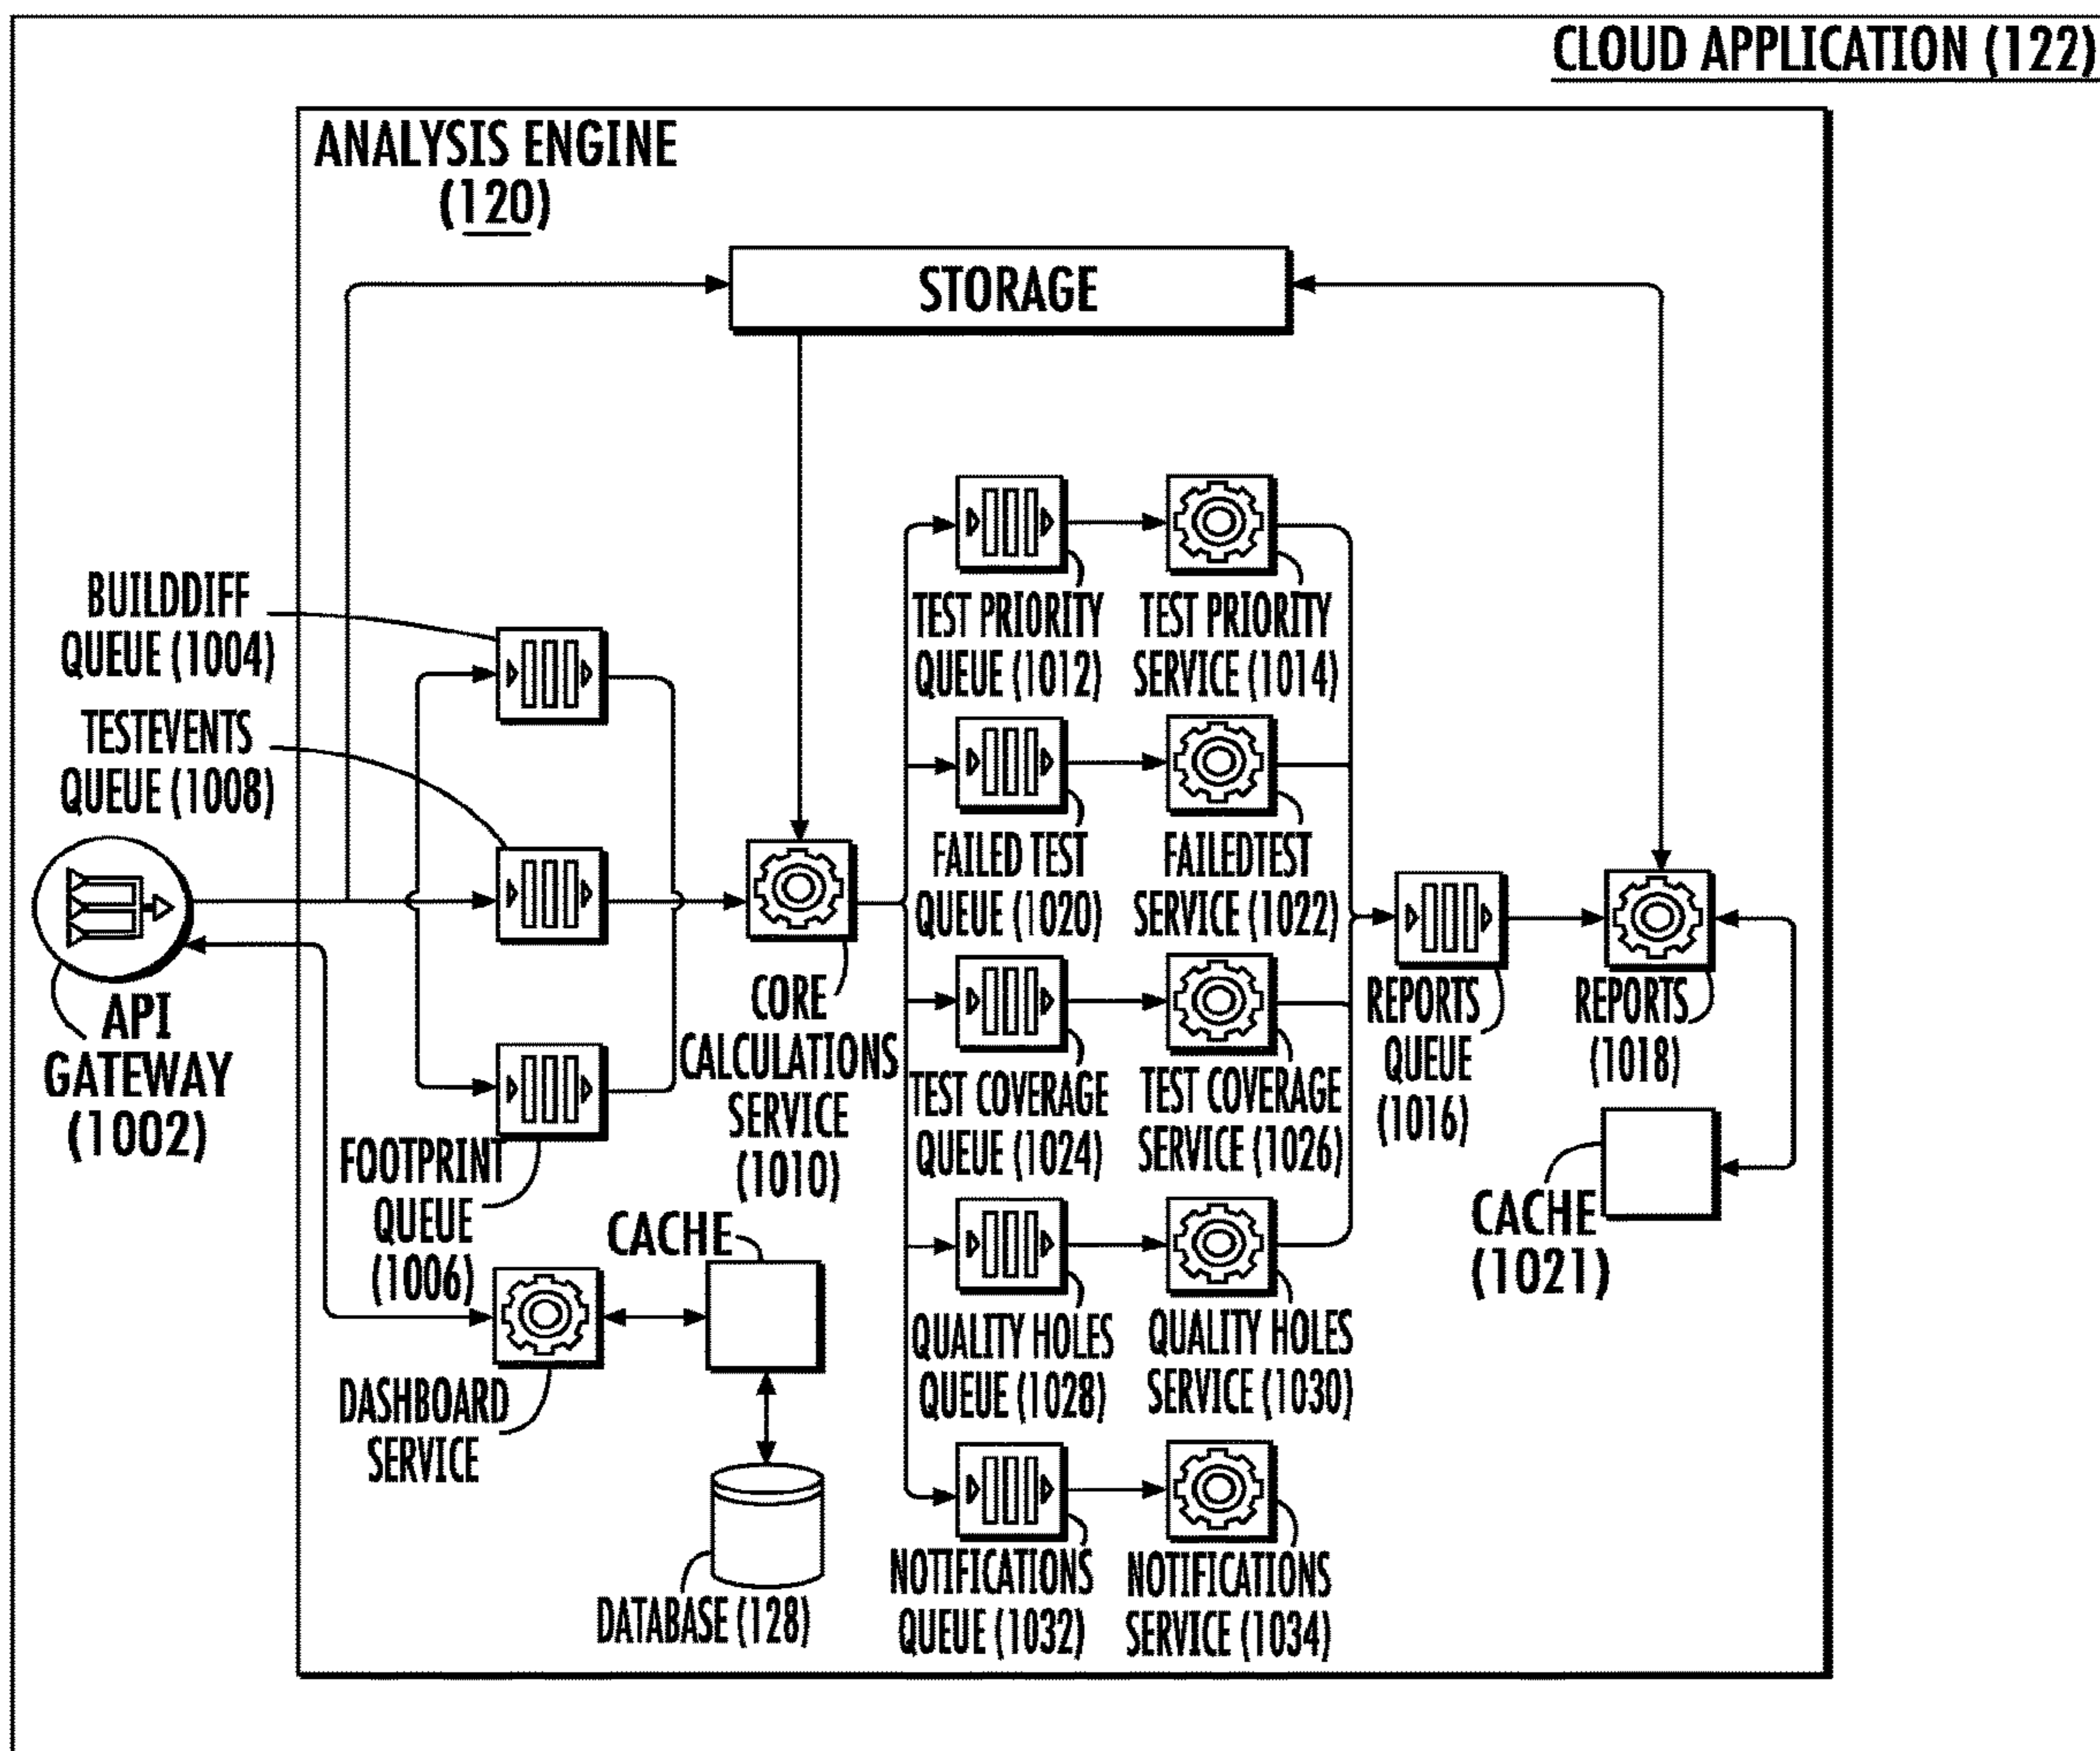 CLOUD APPLICATION (122)
ANALYSIS ENGINE
(120)
STORAGE
BUILDDIFF
QUEUE (1004)
TESTEVENTS
QUEUE (1008)
API
GATEWAY
(1002)
FOOTPRINT
QUEUE
(1006)
CORE
CALCULATIONS
SERVICE
(1010)
TEST PRIORITY
QUEUE (1012)
TEST PRIORITY
SERVICE (1014)
FAILED TEST
QUEUE (1020)
FAILEDTEST
SERVICE (1022)
TEST COVERAGE
QUEUE (1024)
TEST COVERAGE
SERVICE (1026)
QUALITY HOLES
QUEUE (1028)
QUALITY HOLES
SERVICE (1030)
NOTIFICATIONS
QUEUE (1032)
NOTIFICATIONS
SERVICE (1034)
REPORTS
QUEUE
(1016)
REPORTS
(1018)
CACHE
(1021)
CACHE
DASHBOARD
SERVICE
DATABASE (128)